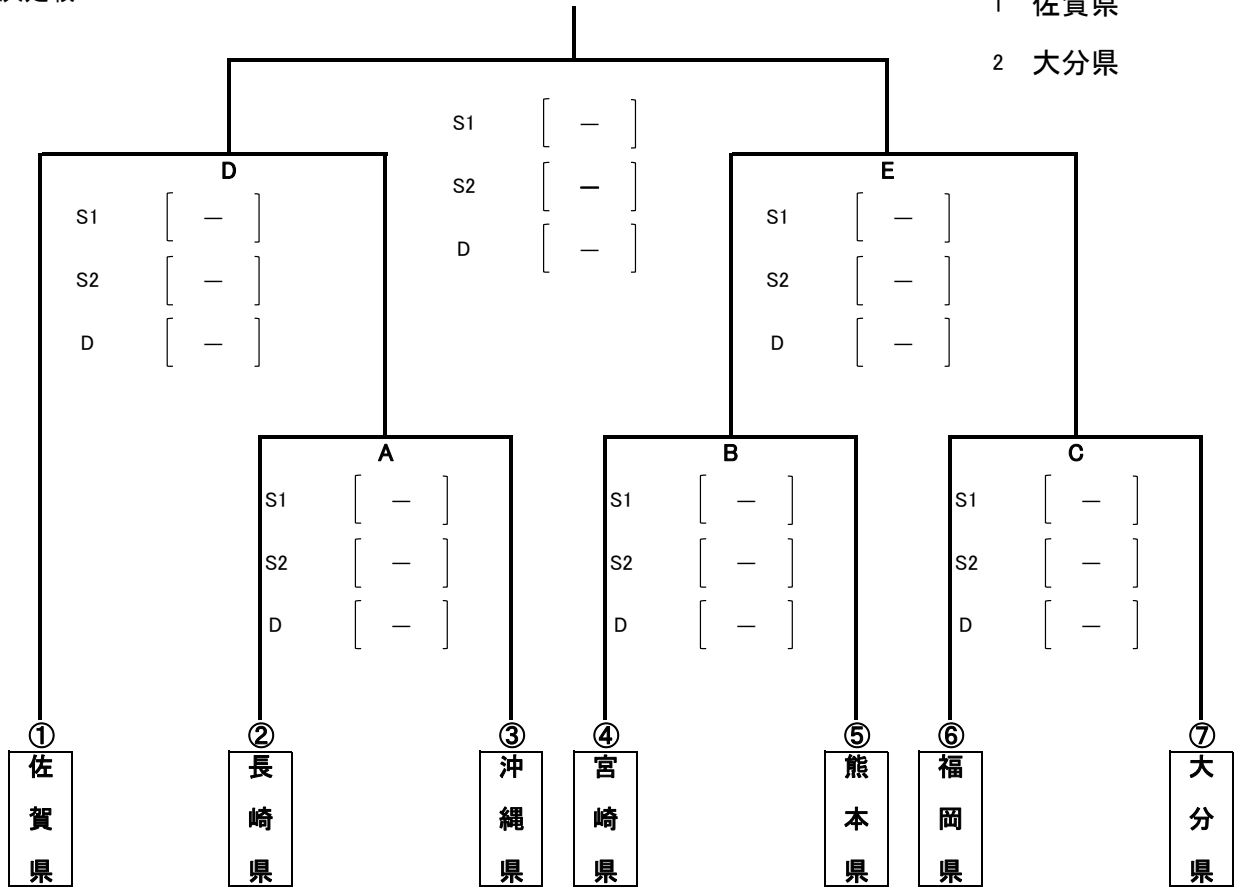 1 佐賀県
2 大分県
S1 [ － ]
S2 [ － ]
D [ － ]
D
S1 [ － ]
S2 [ － ]
D [ － ]
E
S1 [ － ]
S2 [ － ]
D [ － ]
A
S1 [ － ]
S2 [ － ]
D [ － ]
B
S1 [ － ]
S2 [ － ]
D [ － ]
C
S1 [ － ]
S2 [ － ]
D [ － ]
① 佐賀県
② 長崎県
③ 沖縄県
④ 宮崎県
⑤ 熊本県
⑥ 福岡県
⑦ 大分県